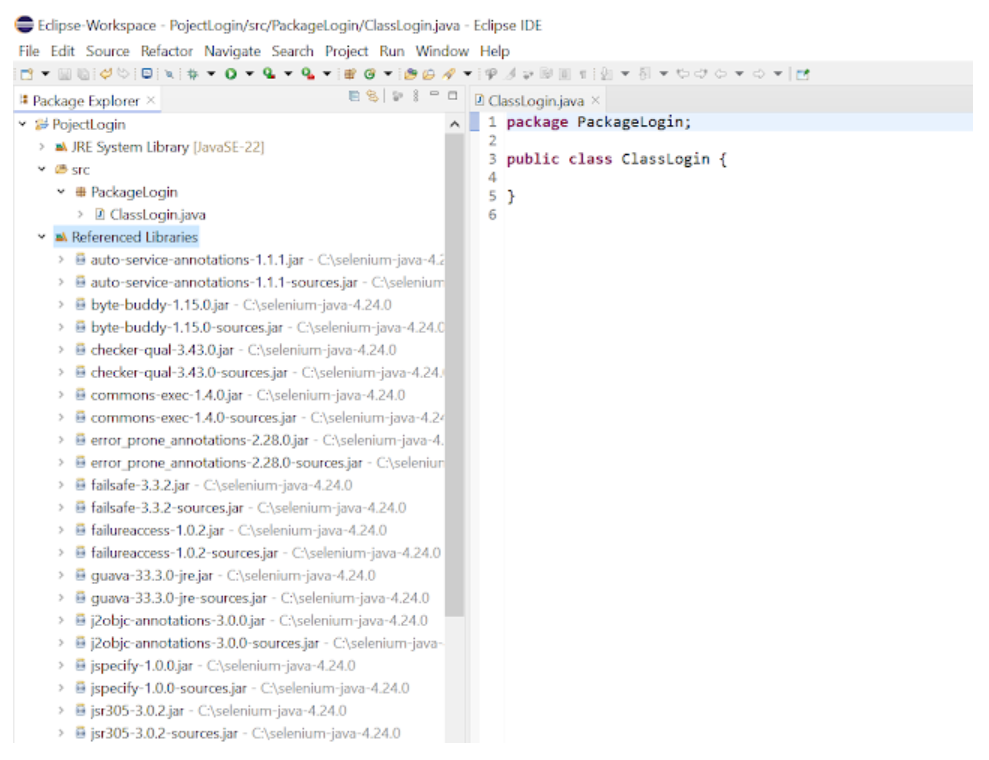 Eclipse-Workspace - PojectLogin/src/PackageLogin/ClassLogin.java - Eclipse IDE
File Edit Source Refactor Navigate Search Project Run Window Help
Package Explorer
PojectLogin
JRE System Library [JavaSE-22]
src
PackageLogin
ClassLogin.java
Referenced Libraries
auto-service-annotations-1.1.1.jar - C:\selenium-java-4.2
auto-service-annotations-1.1.1-sources.jar - C:\selenium
byte-buddy-1.15.0.jar - C:\selenium-java-4.24.0
byte-buddy-1.15.0-sources.jar - C:\selenium-java-4.24.0
checker-qual-3.43.0.jar - C:\selenium-java-4.24.0
checker-qual-3.43.0-sources.jar - C:\selenium-java-4.24.
commons-exec-1.4.0.jar - C:\selenium-java-4.24.0
commons-exec-1.4.0-sources.jar - C:\selenium-java-4.24
error_prone_annotations-2.28.0.jar - C:\selenium-java-4.
error_prone_annotations-2.28.0-sources.jar - C:\seleniun
failsafe-3.3.2.jar - C:\selenium-java-4.24.0
failsafe-3.3.2-sources.jar - C:\selenium-java-4.24.0
failureaccess-1.0.2.jar - C:\selenium-java-4.24.0
failureaccess-1.0.2-sources.jar - C:\selenium-java-4.24.0
guava-33.3.0-jre.jar - C:\selenium-java-4.24.0
guava-33.3.0-jre-sources.jar - C:\selenium-java-4.24.0
j2objc-annotations-3.0.0.jar - C:\selenium-java-4.24.0
j2objc-annotations-3.0.0-sources.jar - C:\selenium-java-
jspecify-1.0.0.jar - C:\selenium-java-4.24.0
jspecify-1.0.0-sources.jar - C:\selenium-java-4.24.0
jsr305-3.0.2.jar - C:\selenium-java-4.24.0
jsr305-3.0.2-sources.jar - C:\selenium-java-4.24.0
ClassLogin.java
1 package PackageLogin;
2
3 public class ClassLogin {
4
5 }
6